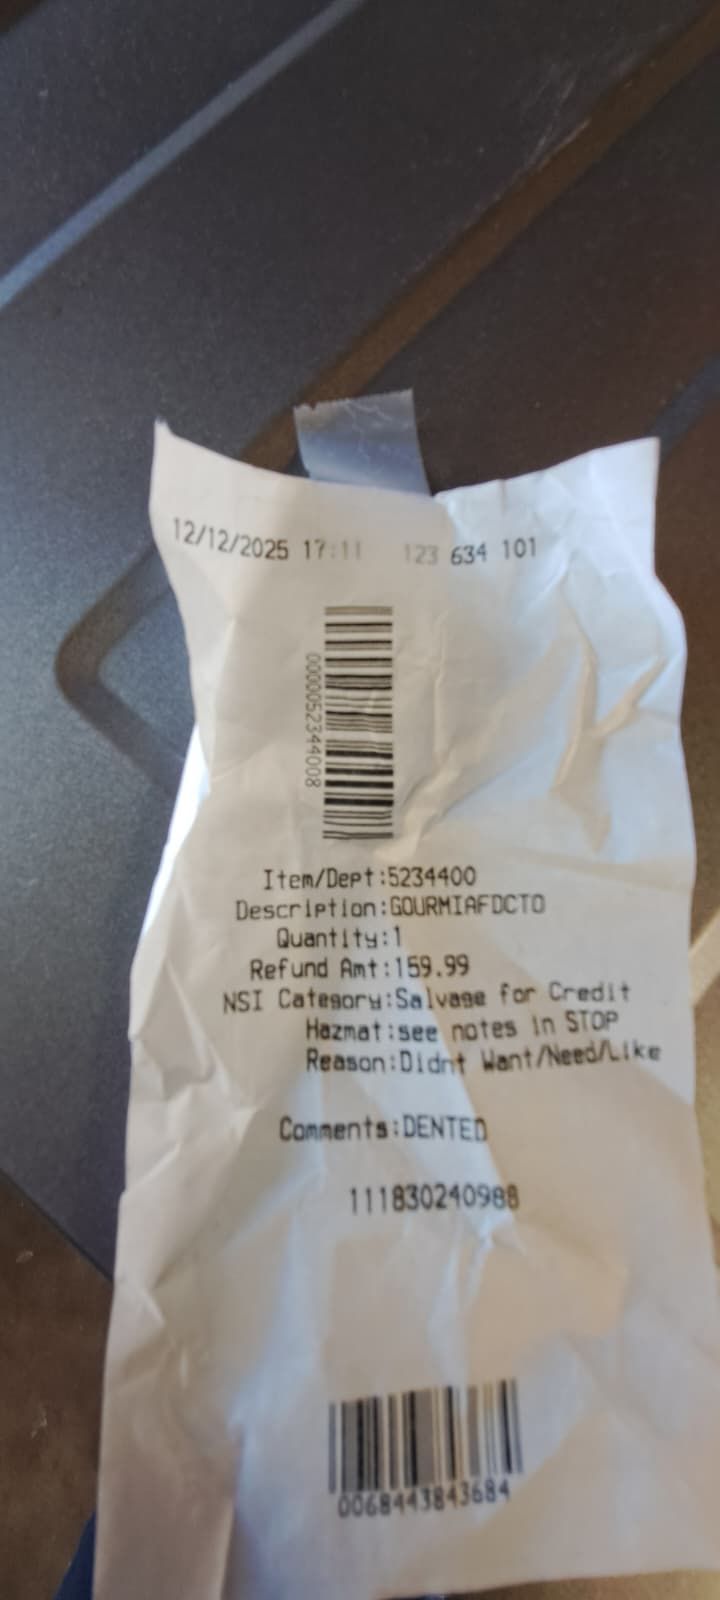 12/12/2025 17:11 123 634 101
0000052344008
Item/Dept:5234400
Description:GOURMIAFDCTO
Quantity:1
Refund Amt:159.99
NSI Category:Salvage for Credit
Hazmat:see notes in STOP
Reason:Didnt Want/Need/Like
Comments:DENTED
111830240988
0068443843684